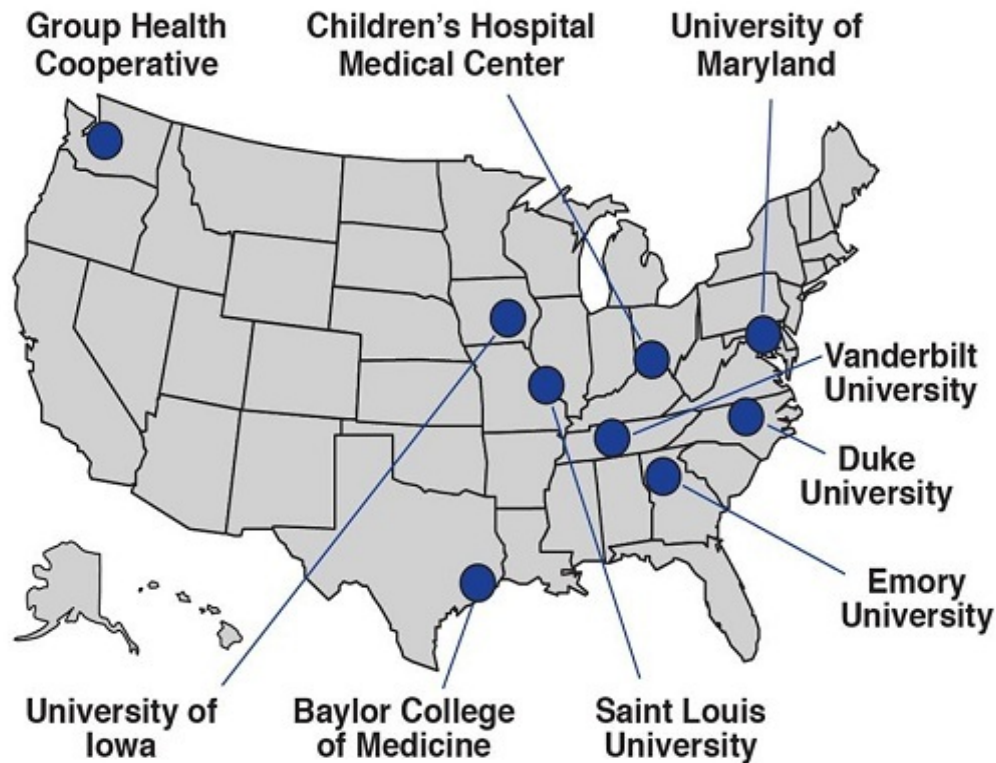 Group Health
Cooperative
Children's Hospital
Medical Center
University of
Maryland
Vanderbilt
University
Duke
University
Emory
University
University of
Iowa
Baylor College
of Medicine
Saint Louis
University